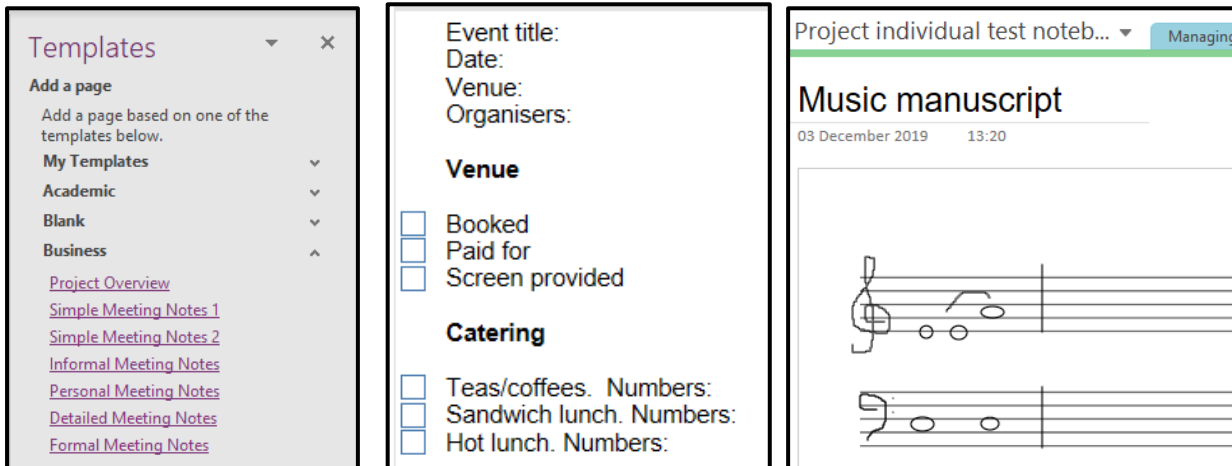 Templates
Add a page
Add a page based on one of the
templates below.
My Templates
Academic
Blank
Business
Project Overview
Simple Meeting Notes 1
Simple Meeting Notes 2
Informal Meeting Notes
Personal Meeting Notes
Detailed Meeting Notes
Formal Meeting Notes
Event title:
Date:
Venue:
Organisers:
Venue
Booked
Paid for
Screen provided
Catering
Teas/coffees.  Numbers:
Sandwich lunch. Numbers:
Hot lunch. Numbers:
Project individual test noteb...
Managing
Music manuscript
03 December 2019 13:20